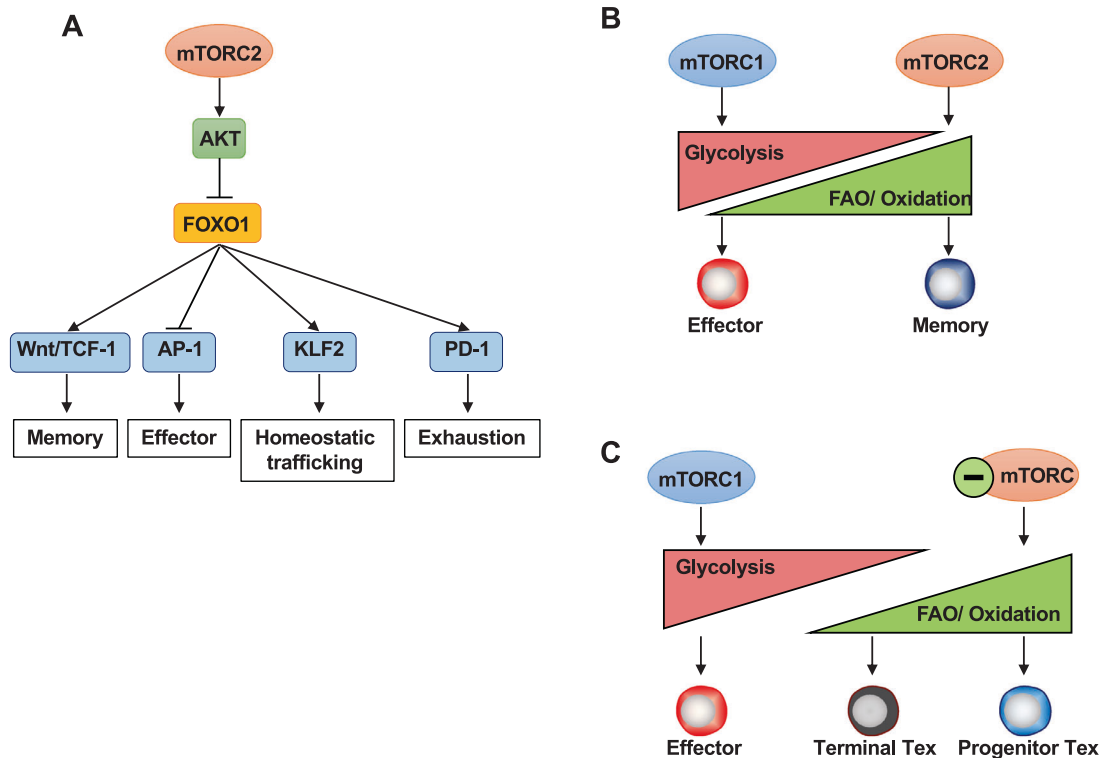 A
mTORC2
AKT
FOXO1
Wnt/TCF-1
AP-1
KLF2
PD-1
Memory
Effector
Homeostatic
trafficking
Exhaustion
B
mTORC1
mTORC2
Glycolysis
FAO/ Oxidation
Effector
Memory
C
mTORC1
mTORC
Glycolysis
FAO/ Oxidation
Effector
Terminal Tex
Progenitor Tex